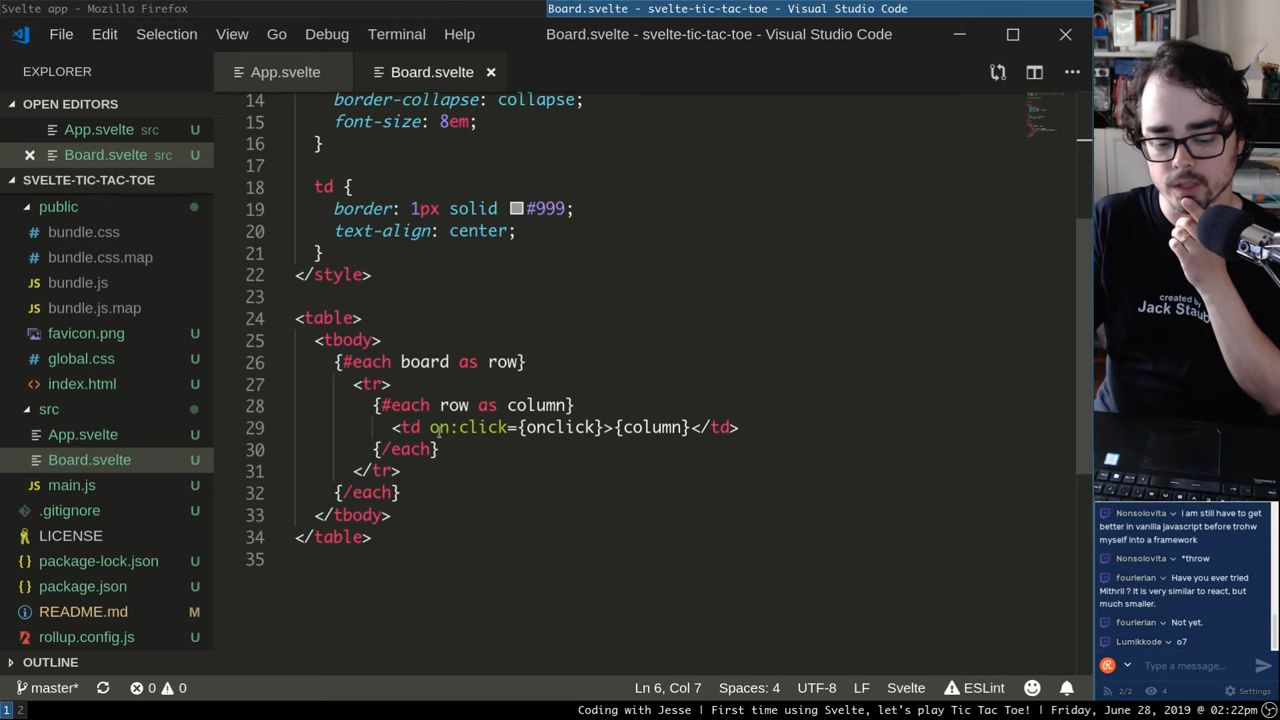 Svelte app - Mozilla Firefox
Board.svelte - svelte-tic-tac-toe - Visual Studio Code
File Edit Selection View Go Debug Terminal Help
Board.svelte - svelte-tic-tac-toe - Visual Studio Code
EXPLORER
App.svelte
Board.svelte
OPEN EDITORS
App.svelte src U
Board.svelte src U
SVELTE-TIC-TAC-TOE
public
bundle.css U
bundle.css.map U
bundle.js U
bundle.js.map U
favicon.png U
global.css U
index.html U
src
App.svelte U
Board.svelte U
main.js U
.gitignore U
LICENSE U
package-lock.json U
package.json U
README.md M
rollup.config.js U
OUTLINE
14 border-collapse: collapse;
15 font-size: 8em;
16 }
17
18 td {
19 border: 1px solid #999;
20 text-align: center;
21 }
22 </style>
23
24 <table>
25 <tbody>
26 {#each board as row}
27 <tr>
28 {#each row as column}
29 <td on:click={onclick}>{column}</td>
30 {/each}
31 </tr>
32 {/each}
33 </tbody>
34 </table>
35
created by
Jack Staub
Nonsolovita i am still have to get
better in vanilla javascript before trohw
myself into a framework
Nonsolovita *throw
fourierian Have you ever tried
Mithril ? It is very similar to react, but
much smaller.
fourierian Not yet.
Lumikkode o7
Type a message...
2/2 4 Settings
master* 0 0 Ln 6, Col 7 Spaces: 4 UTF-8 LF Svelte ESLint
1 2 Coding with Jesse | First time using Svelte, let's play Tic Tac Toe! | Friday, June 28, 2019 @ 02:22pm